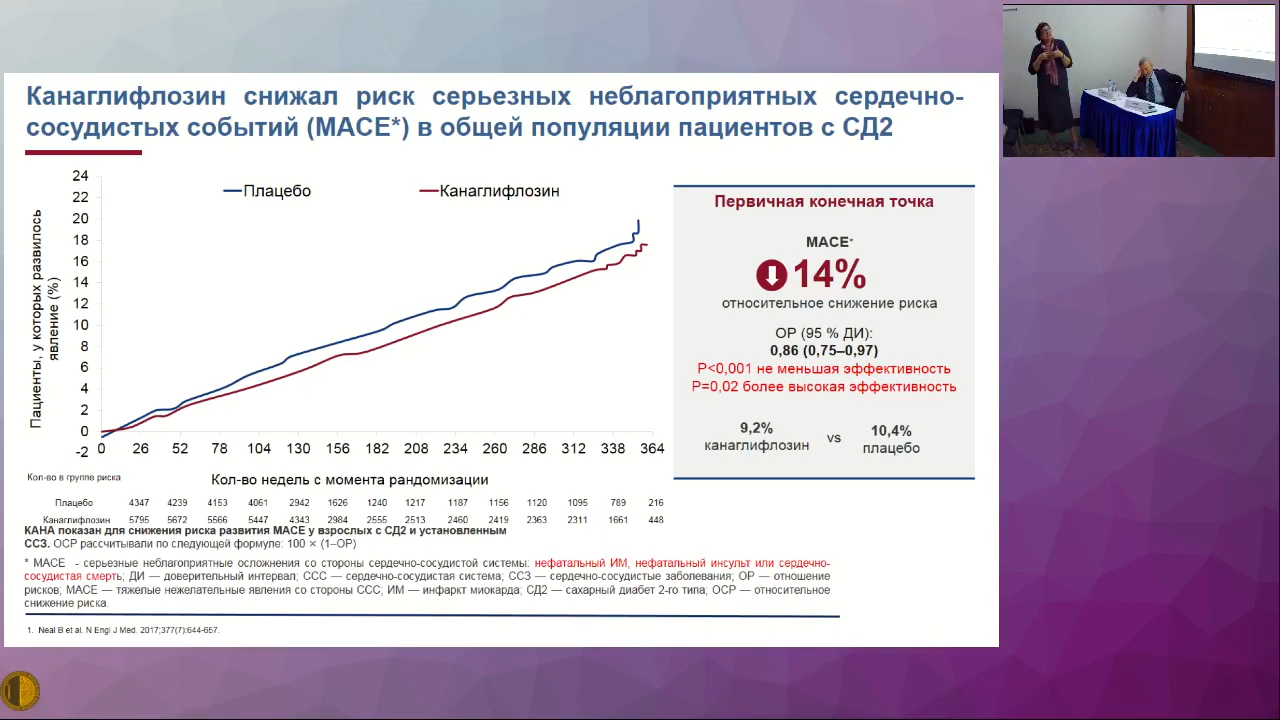 Канаглифлозин снижал риск серьезных неблагоприятных сердечно-
сосудистых событий (MACE*) в общей популяции пациентов с СД2
24
22
20
18
16
14
12
10
8
6
4
2
0
-2
Пациенты, у которых развилось
явление (%)
Плацебо
Канаглифлозин
0 26 52 78 104 130 156 182 208 234 260 286 312 338 364
Кол-во недель с момента рандомизации
Кол-во в группе риска
Плацебо 4347 4239 4153 4061 2942 1626 1240 1217 1187 1156 1120 1095 789 216
Канаглифлозин 5795 5672 5566 5447 4343 2984 2555 2513 2460 2419 2363 2311 1661 448
Первичная конечная точка
MACE*
14%
относительное снижение риска
ОР (95 % ДИ):
0,86 (0,75–0,97)
P<0,001 не меньшая эффективность
P=0,02 более высокая эффективность
9,2%
канаглифлозин
vs
10,4%
плацебо
КАНА показан для снижения риска развития MACE у взрослых с СД2 и установленным
ССЗ. ОСР рассчитывали по следующей формуле: 100 × (1–ОР)
* MACE - серьезные неблагоприятные осложнения со стороны сердечно-сосудистой системы: нефатальный ИМ, нефатальный инсульт или сердечно-
сосудистая смерть; ДИ — доверительный интервал; ССС — сердечно-сосудистая система; ССЗ — сердечно-сосудистые заболевания; ОР — отношение
рисков; MACE — тяжелые нежелательные явления со стороны ССС; ИМ — инфаркт миокарда; СД2 — сахарный диабет 2-го типа; ОСР — относительное
снижение риска.
1. Neal B et al. N Engl J Med. 2017;377(7):644-657.